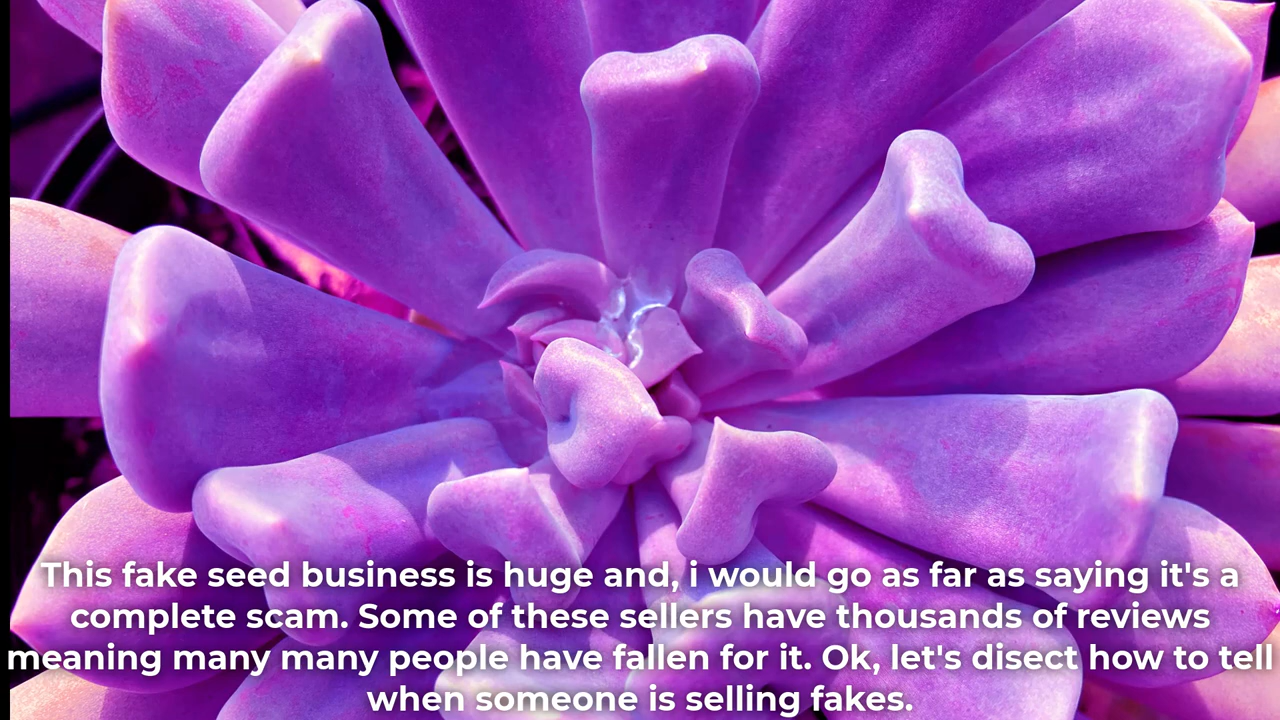 This fake seed business is huge and, i would go as far as saying it's a
complete scam. Some of these sellers have thousands of reviews
meaning many many people have fallen for it. Ok, let's disect how to tell
when someone is selling fakes.